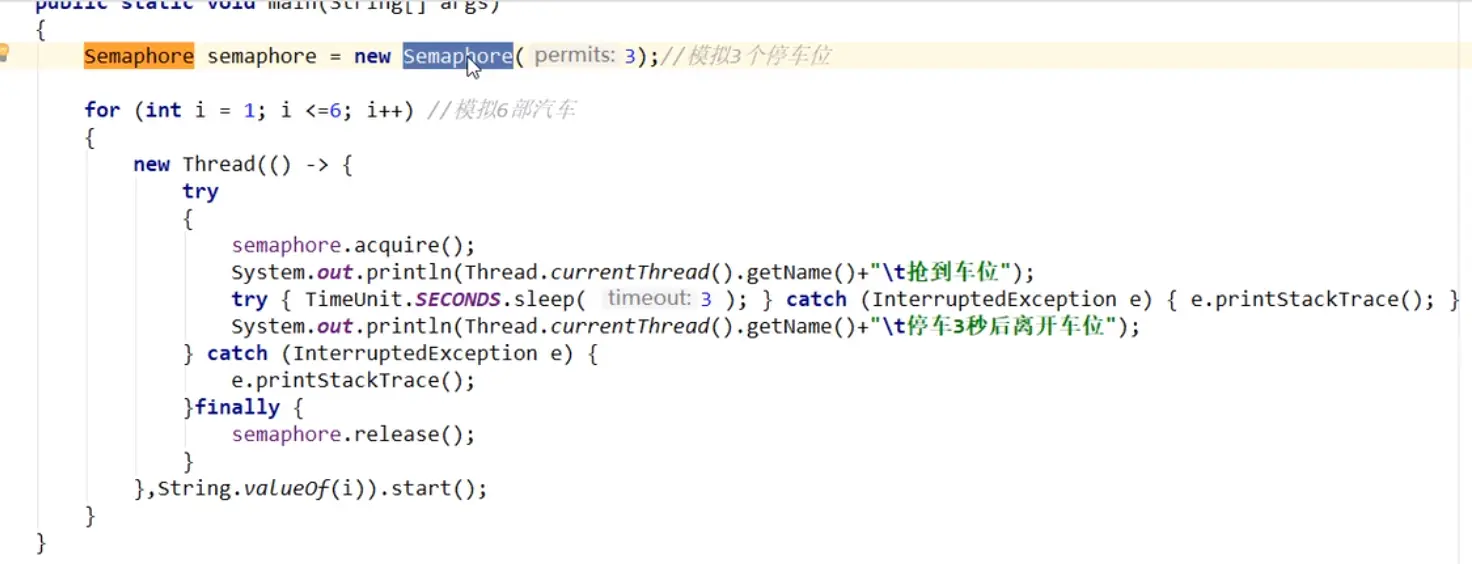 public static void main(String[] args)
{
Semaphore semaphore = new Semaphore( permits: 3);//模拟3个停车位
for (int i = 1; i <=6; i++) //模拟6部汽车
{
new Thread(() -> {
try
{
semaphore.acquire();
System.out.println(Thread.currentThread().getName()+"\t抢到车位");
try { TimeUnit.SECONDS.sleep( timeout: 3 ); } catch (InterruptedException e) { e.printStackTrace(); }
System.out.println(Thread.currentThread().getName()+"\t停车3秒后离开车位");
} catch (InterruptedException e) {
e.printStackTrace();
}finally {
semaphore.release();
}
},String.valueOf(i)).start();
}
}